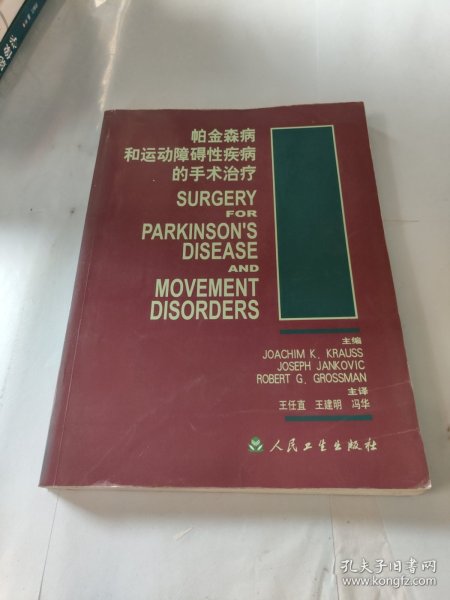 帕金森病
和运动障碍性疾病
的手术治疗
SURGERY
FOR
PARKINSON'S
DISEASE
AND
MOVEMENT
DISORDERS
主编
JOACHIM K. KRAUSS
JOSEPH JANKOVIC
ROBERT G. GROSSMAN
主译
王任直 王建明 冯华
人民卫生出版社
孔夫子旧书网
www.kongfz.com